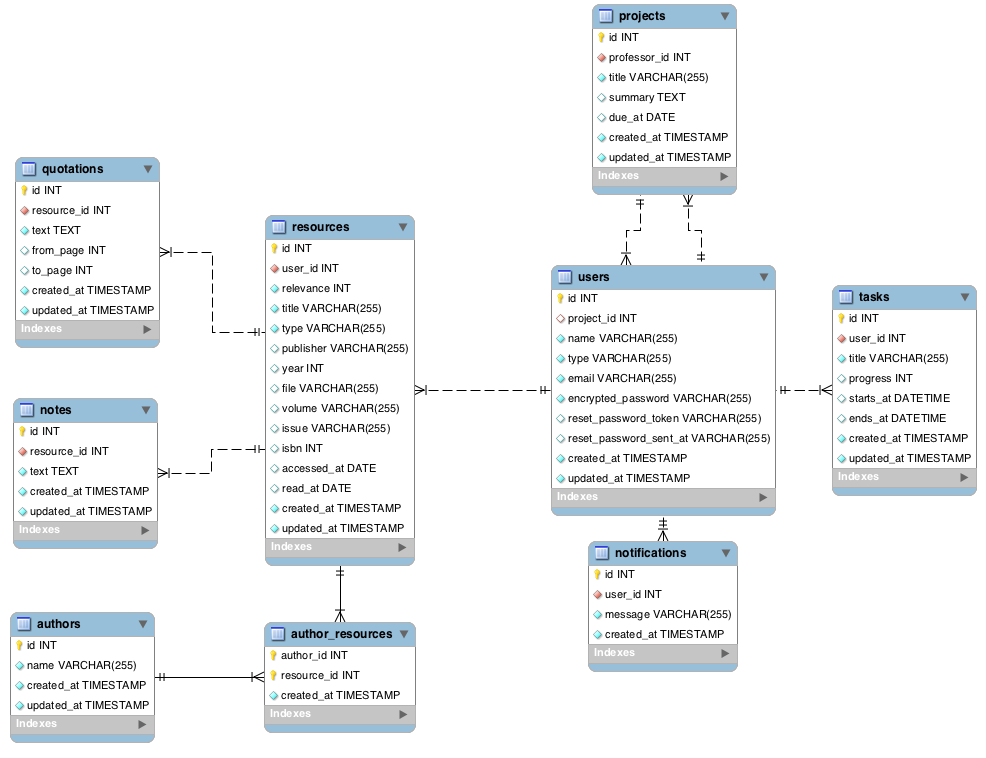 projects
id INT
professor_id INT
title VARCHAR(255)
summary TEXT
due_at DATE
created_at TIMESTAMP
updated_at TIMESTAMP
Indexes
quotations
id INT
resource_id INT
text TEXT
from_page INT
to_page INT
created_at TIMESTAMP
updated_at TIMESTAMP
Indexes
resources
id INT
user_id INT
relevance INT
title VARCHAR(255)
type VARCHAR(255)
publisher VARCHAR(255)
year INT
file VARCHAR(255)
volume VARCHAR(255)
issue VARCHAR(255)
isbn INT
accessed_at DATE
read_at DATE
created_at TIMESTAMP
updated_at TIMESTAMP
Indexes
users
id INT
project_id INT
name VARCHAR(255)
type VARCHAR(255)
email VARCHAR(255)
encrypted_password VARCHAR(255)
reset_password_token VARCHAR(255)
reset_password_sent_at VARCHAR(255)
created_at TIMESTAMP
updated_at TIMESTAMP
Indexes
tasks
id INT
user_id INT
title VARCHAR(255)
progress INT
starts_at DATETIME
ends_at DATETIME
created_at TIMESTAMP
updated_at TIMESTAMP
Indexes
notes
id INT
resource_id INT
text TEXT
created_at TIMESTAMP
updated_at TIMESTAMP
Indexes
notifications
id INT
user_id INT
message VARCHAR(255)
created_at TIMESTAMP
Indexes
authors
id INT
name VARCHAR(255)
created_at TIMESTAMP
updated_at TIMESTAMP
Indexes
author_resources
author_id INT
resource_id INT
created_at TIMESTAMP
Indexes